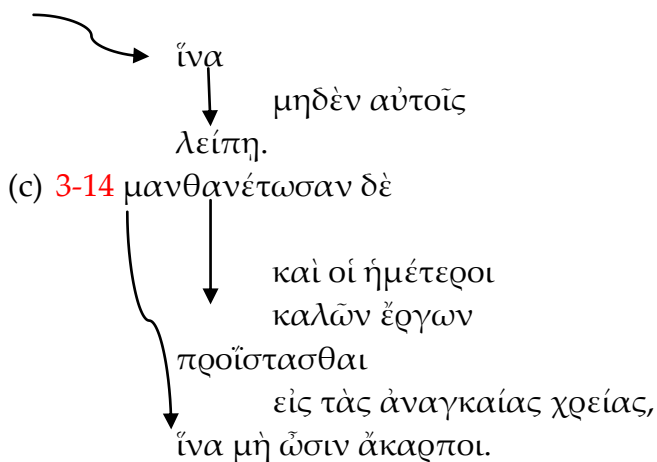 ἵνα
μηδὲν αὐτοῖς
λείπῃ.
(c) 3-14 μανθανέτωσαν δὲ
καὶ οἱ ἡμέτεροι
καλῶν ἔργων
προΐστασθαι
εἰς τὰς ἀναγκαίας χρείας,
ἵνα μὴ ὦσιν ἄκαρποι.